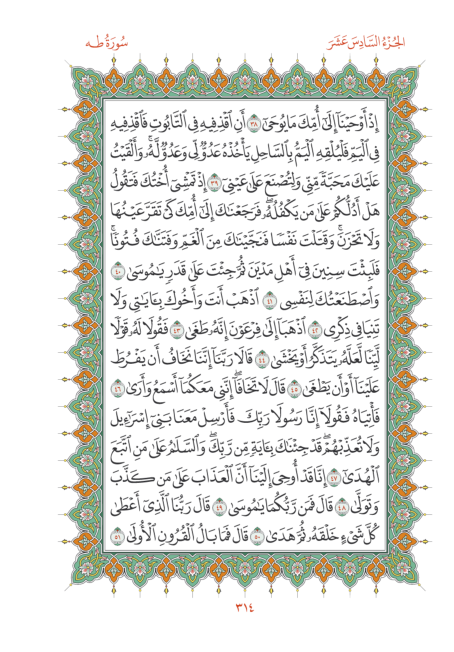 الجُزْءُ السَّادِسَ عَشَرَ
سُورَةُ طه
إِذْ أَوْحَيْنَآ إِلَىٰٓ أُمِّكَ مَا يُوحَىٰٓ ٣٨ أَنِ ٱقْذِفِيهِ فِى ٱلتَّابُوتِ فَٱقْذِفِيهِ
فِى ٱلْيَمِّ فَلْيُلْقِهِ ٱلْيَمُّ بِٱلسَّاحِلِ يَأْخُذْهُ عَدُوٌّ لِّى وَعَدُوٌّ لَّهُۥ وَأَلْقَيْتُ
عَلَيْكَ مَحَبَّةً مِّنِّى وَلِتُصْنَعَ عَلَىٰ عَيْنِىٓ ٣٩ إِذْ تَمْشِىٓ أُخْتُكَ فَتَقُولُ
هَلْ أَدُلُّكُمْ عَلَىٰ مَن يَكْفُلُهُۥ فَرَجَعْنَٰكَ إِلَىٰٓ أُمِّكَ كَىْ تَقَرَّ عَيْنُهَا
وَلَا تَحْزَنَ وَقَتَلْتَ نَفْسًا فَنَجَّيْنَٰكَ مِنَ ٱلْغَمِّ وَفَتَنَّٰكَ فُتُونًا
فَلَبِثْتَ سِنِينَ فِىٓ أَهْلِ مَدْيَنَ ثُمَّ جِئْتَ عَلَىٰ قَدَرٍ يَٰمُوسَىٰ ٤٠
وَٱصْطَنَعْتُكَ لِنَفْسِى ٤١ ٱذْهَبْ أَنتَ وَأَخُوكَ بِـَٔايَٰتِى وَلَا
تَنِيَا فِى ذِكْرِى ٤٢ ٱذْهَبَآ إِلَىٰ فِرْعَوْنَ إِنَّهُۥ طَغَىٰ ٤٣ فَقُولَا لَهُۥ قَوْلًا
لَّيِّنًا لَّعَلَّهُۥ يَتَذَكَّرُ أَوْ يَخْشَىٰ ٤٤ قَالَا رَبَّنَآ إِنَّنَا نَخَافُ أَن يَفْرُطَ
عَلَيْنَآ أَوْ أَن يَطْغَىٰ ٤٥ قَالَ لَا تَخَافَآ إِنَّنِى مَعَكُمَآ أَسْمَعُ وَأَرَىٰ ٤٦
فَأْتِيَاهُ فَقُولَآ إِنَّا رَسُولَا رَبِّكَ فَأَرْسِلْ مَعَنَا بَنِىٓ إِسْرَٰٓءِيلَ
وَلَا تُعَذِّبْهُمْ قَدْ جِئْنَٰكَ بِـَٔايَةٍ مِّن رَّبِّكَ وَٱلسَّلَٰمُ عَلَىٰ مَنِ ٱتَّبَعَ
ٱلْهُدَىٰٓ ٤٧ إِنَّا قَدْ أُوحِىَ إِلَيْنَآ أَنَّ ٱلْعَذَابَ عَلَىٰ مَن كَذَّبَ
وَتَوَلَّىٰ ٤٨ قَالَ فَمَن رَّبُّكُمَا يَٰمُوسَىٰ ٤٩ قَالَ رَبُّنَا ٱلَّذِىٓ أَعْطَىٰ
كُلَّ شَىْءٍ خَلْقَهُۥ ثُمَّ هَدَىٰ ٥٠ قَالَ فَمَا بَالُ ٱلْقُرُونِ ٱلْأُولَىٰ ٥١
٣١٤